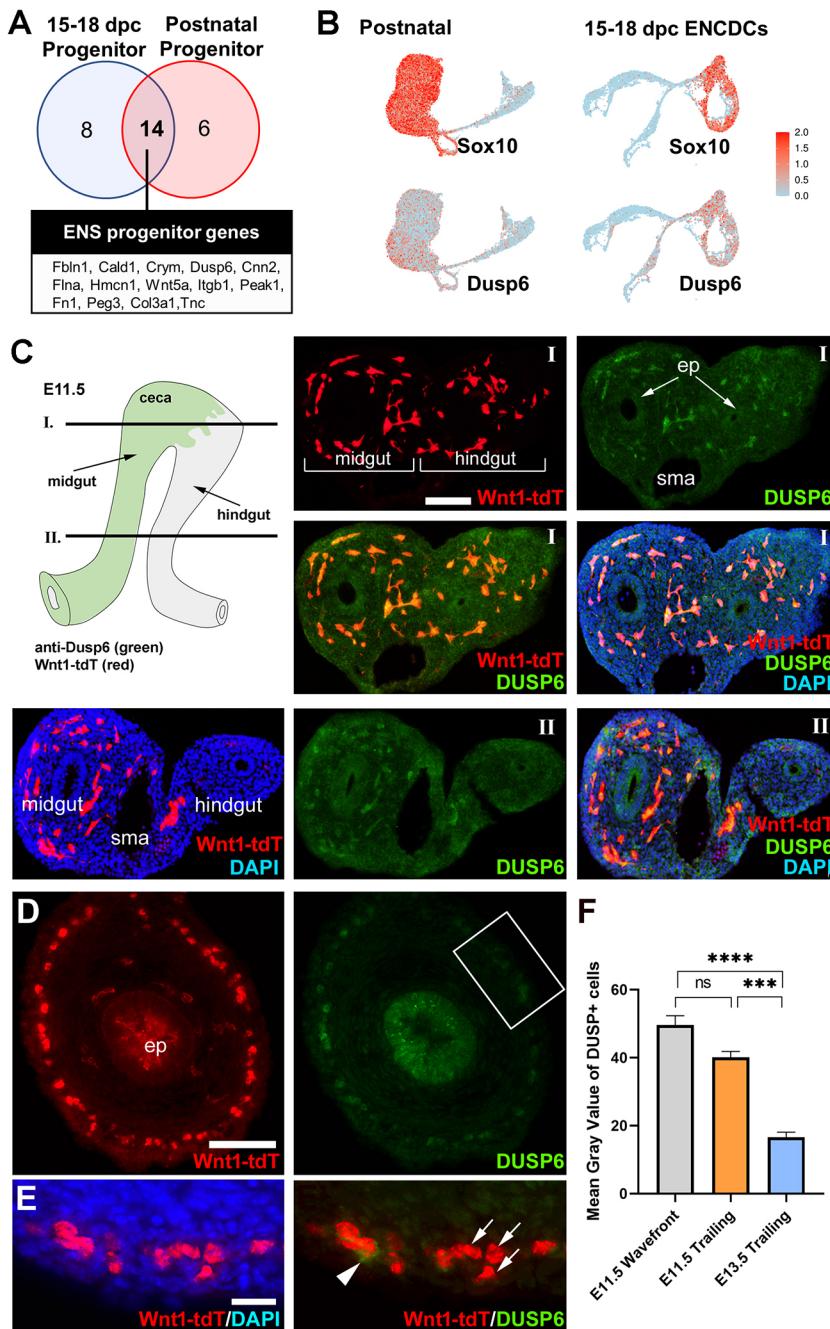 A
15-18 dpc Progenitor
Postnatal Progenitor
8
14
6
ENS progenitor genes
Fbln1, Cald1, Crym, Dusp6, Cnn2,
Flna, Hmcn1, Wnt5a, Itgb1, Peak1,
Fn1, Peg3, Col3a1,Tnc
B
Postnatal
15-18 dpc ENCDCs
Sox10
Sox10
2.0
1.5
1.0
0.5
0.0
Dusp6
Dusp6
C
E11.5
ceca
I.
midgut
hindgut
II.
anti-Dusp6 (green)
Wnt1-tdT (red)
I
midgut
hindgut
Wnt1-tdT
I
ep
sma
DUSP6
I
Wnt1-tdT
DUSP6
I
Wnt1-tdT
DUSP6
DAPI
midgut
hindgut
sma
Wnt1-tdT
DAPI
II
DUSP6
II
Wnt1-tdT
DUSP6
DAPI
D
ep
Wnt1-tdT
DUSP6
E
Wnt1-tdT/DAPI
Wnt1-tdT/DUSP6
F
****
ns
***
Mean Gray Value of DUSP+ cells
60
40
20
0
E11.5 Wavefront
E11.5 Trailing
E13.5 Trailing